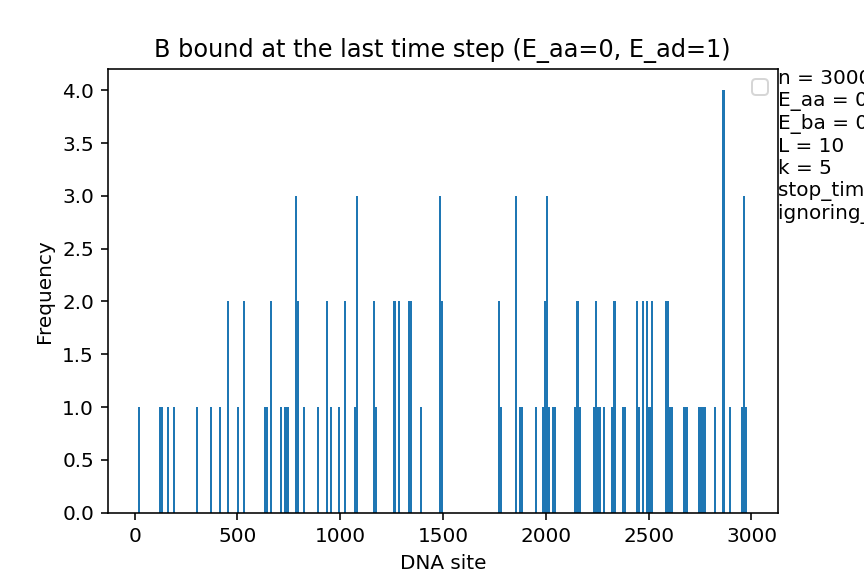 B bound at the last time step (E_aa=0, E_ad=1)
n = 3000
E_aa = 0
E_ba = 0
L = 10
k = 5
stop_tim
ignoring_
4.0
3.5
3.0
2.5
2.0
1.5
1.0
0.5
0.0
Frequency
0 500 1000 1500 2000 2500 3000
DNA site